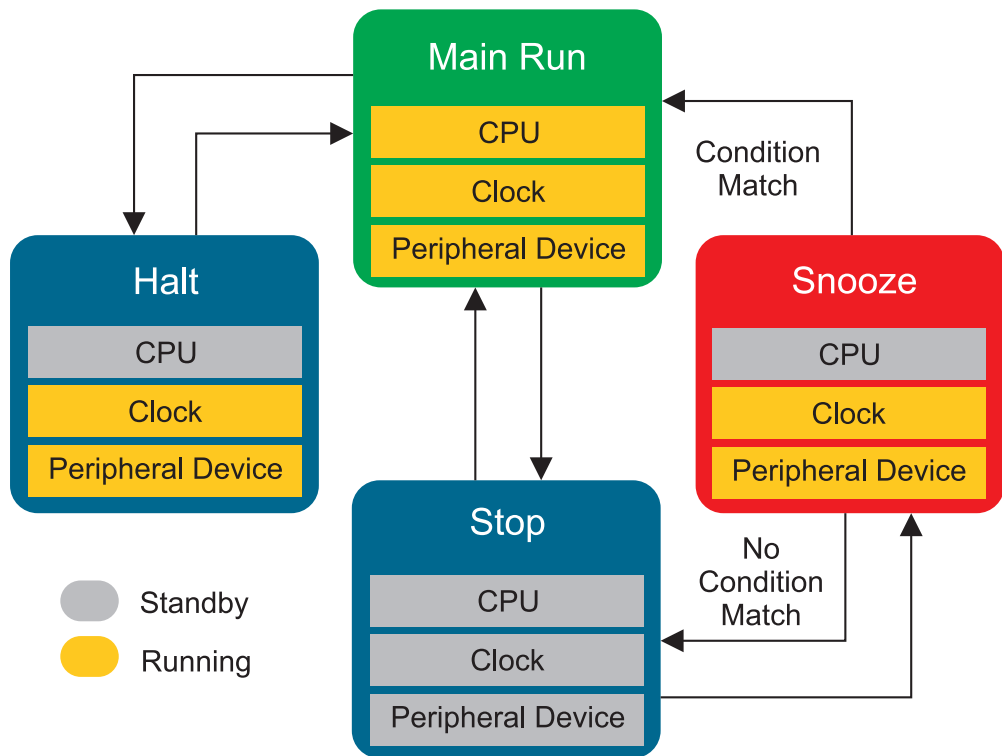 Main Run
CPU
Clock
Peripheral Device
Condition
Match
Halt
CPU
Clock
Peripheral Device
Snooze
CPU
Clock
Peripheral Device
No
Condition
Match
Stop
CPU
Clock
Peripheral Device
Standby
Running